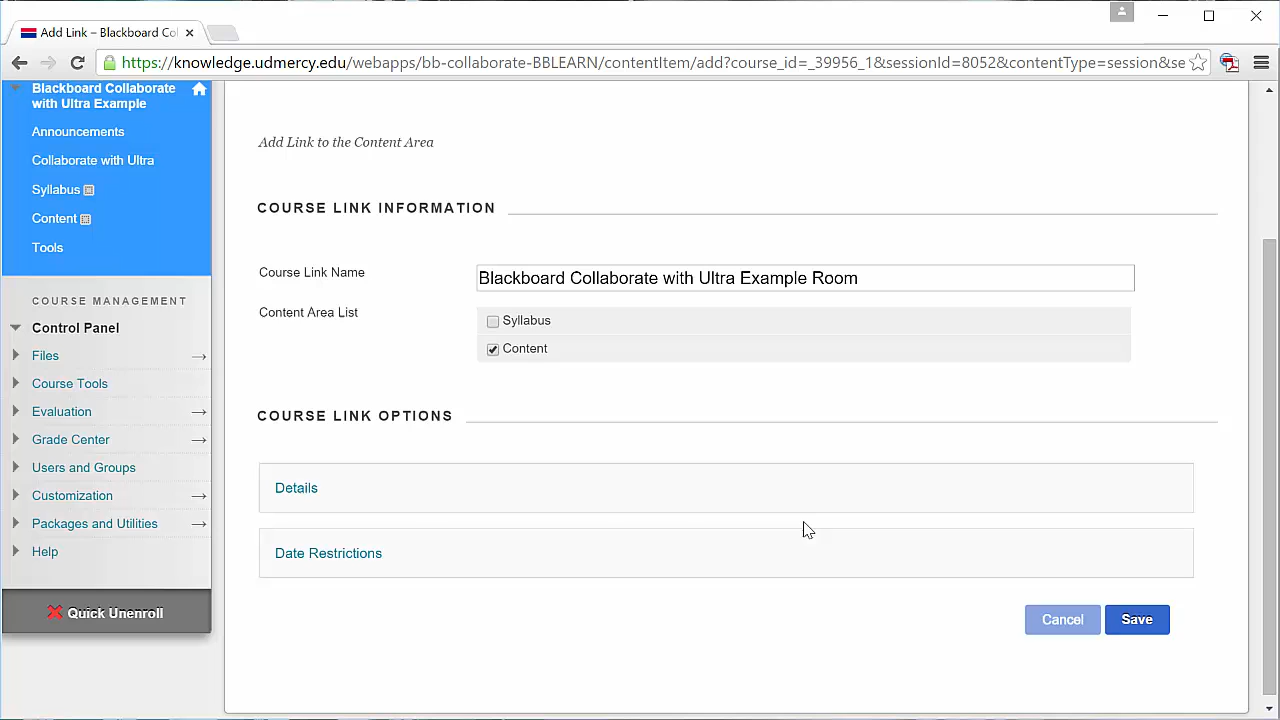 Add Link – Blackboard Col
https://knowledge.udmercy.edu/webapps/bb-collaborate-BBLEARN/contentItem/add?course_id=_39956_1&sessionId=8052&contentType=session&se
Blackboard Collaborate
with Ultra Example
Announcements
Collaborate with Ultra
Syllabus
Content
Tools
COURSE MANAGEMENT
Control Panel
Files
Course Tools
Evaluation
Grade Center
Users and Groups
Customization
Packages and Utilities
Help
Quick Unenroll
Add Link to the Content Area
COURSE LINK INFORMATION
Course Link Name
Blackboard Collaborate with Ultra Example Room
Content Area List
Syllabus
Content
COURSE LINK OPTIONS
Details
Date Restrictions
Cancel Save